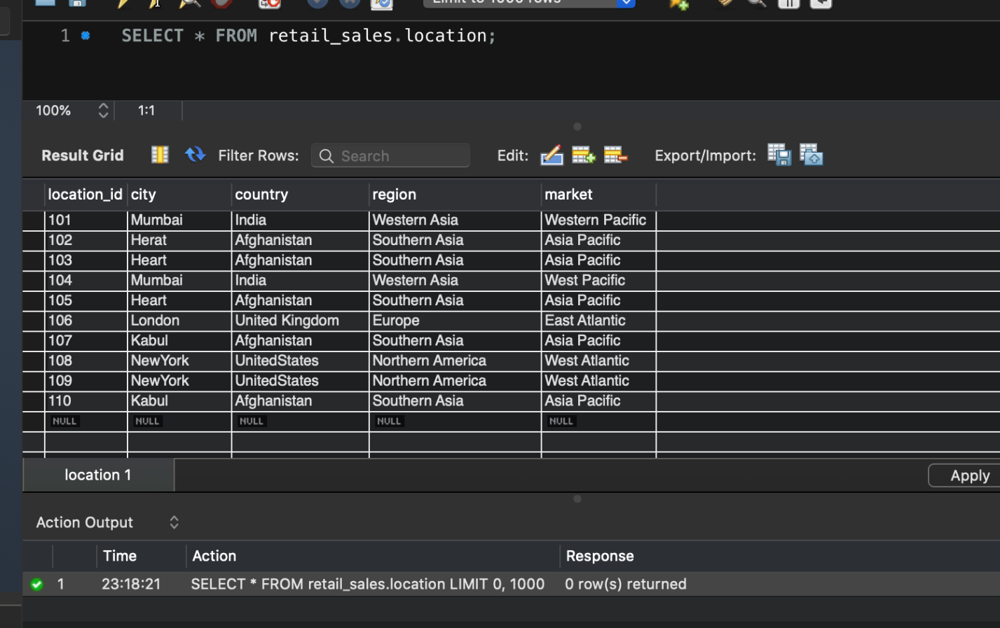 Limit to 1000 rows
1 SELECT * FROM retail_sales.location;
100% 1:1
Result Grid Filter Rows: Search Edit: Export/Import:
location_id city country region market
101 Mumbai India Western Asia Western Pacific
102 Herat Afghanistan Southern Asia Asia Pacific
103 Heart Afghanistan Southern Asia Asia Pacific
104 Mumbai India Western Asia West Pacific
105 Heart Afghanistan Southern Asia Asia Pacific
106 London United Kingdom Europe East Atlantic
107 Kabul Afghanistan Southern Asia Asia Pacific
108 NewYork UnitedStates Northern America West Atlantic
109 NewYork UnitedStates Northern America West Atlantic
110 Kabul Afghanistan Southern Asia Asia Pacific
NULL NULL NULL NULL NULL
location 1 Apply
Action Output
Time Action Response
1 23:18:21 SELECT * FROM retail_sales.location LIMIT 0, 1000 0 row(s) returned